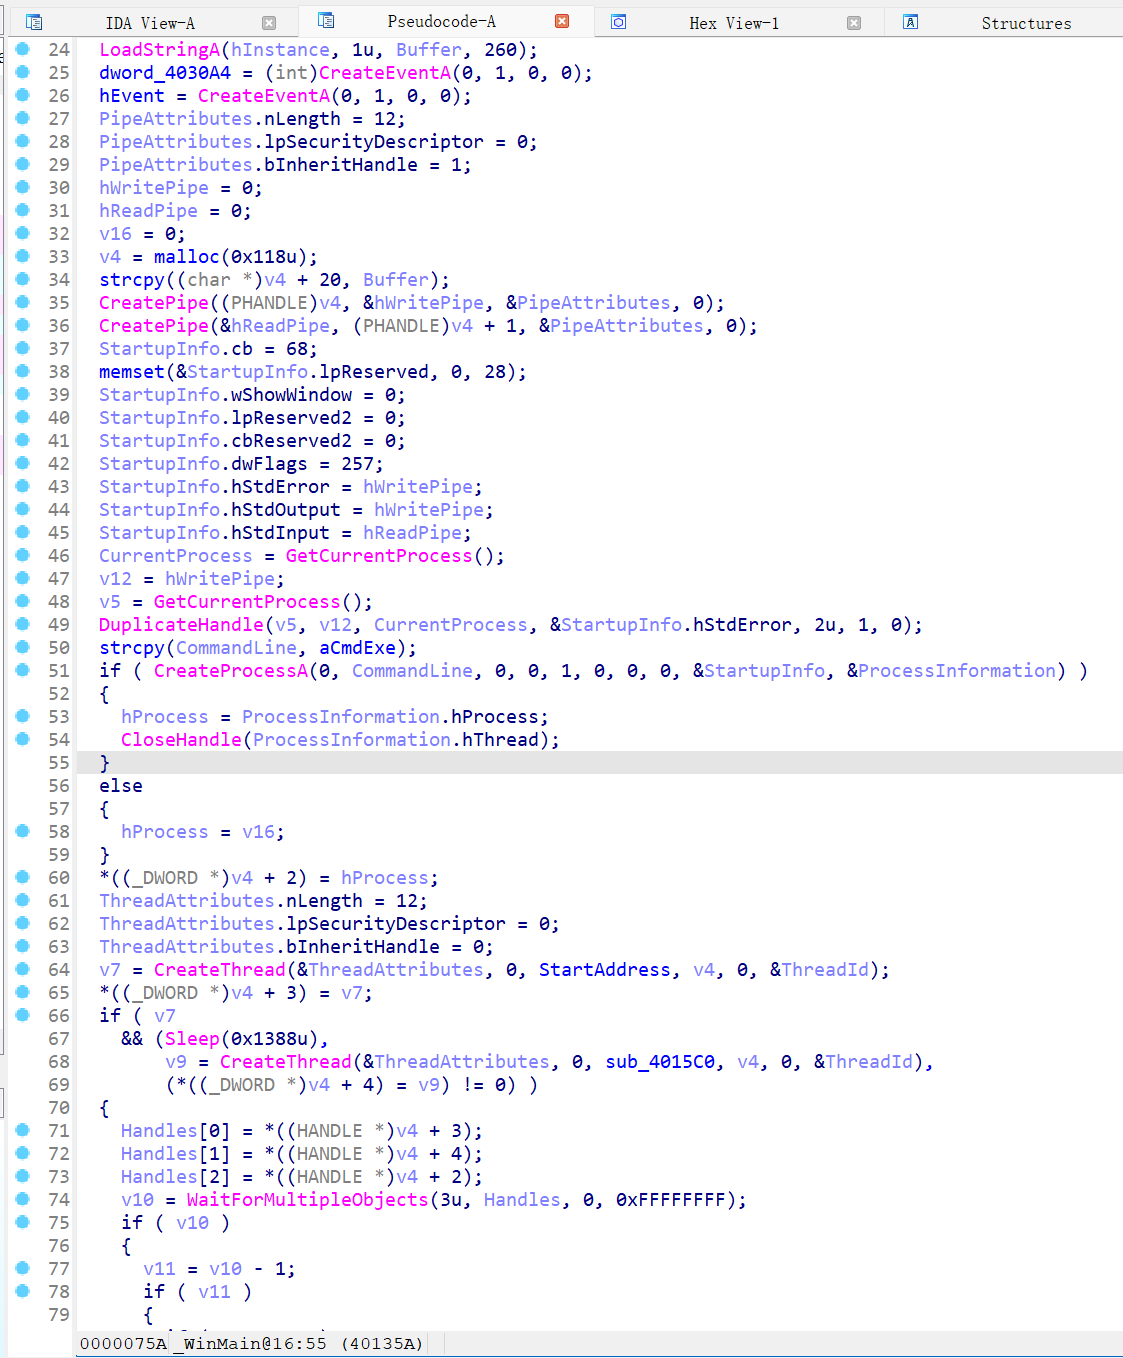 IDA View-A
Pseudocode-A
Hex View-1
Structures
24 LoadStringA(hInstance, 1u, Buffer, 260);
25 dword_4030A4 = (int)CreateEventA(0, 1, 0, 0);
26 hEvent = CreateEventA(0, 1, 0, 0);
27 PipeAttributes.nLength = 12;
28 PipeAttributes.lpSecurityDescriptor = 0;
29 PipeAttributes.bInheritHandle = 1;
30 hWritePipe = 0;
31 hReadPipe = 0;
32 v16 = 0;
33 v4 = malloc(0x118u);
34 strcpy((char *)v4 + 20, Buffer);
35 CreatePipe((PHANDLE)v4, &hWritePipe, &PipeAttributes, 0);
36 CreatePipe(&hReadPipe, (PHANDLE)v4 + 1, &PipeAttributes, 0);
37 StartupInfo.cb = 68;
38 memset(&StartupInfo.lpReserved, 0, 28);
39 StartupInfo.wShowWindow = 0;
40 StartupInfo.lpReserved2 = 0;
41 StartupInfo.cbReserved2 = 0;
42 StartupInfo.dwFlags = 257;
43 StartupInfo.hStdError = hWritePipe;
44 StartupInfo.hStdOutput = hWritePipe;
45 StartupInfo.hStdInput = hReadPipe;
46 CurrentProcess = GetCurrentProcess();
47 v12 = hWritePipe;
48 v5 = GetCurrentProcess();
49 DuplicateHandle(v5, v12, CurrentProcess, &StartupInfo.hStdError, 2u, 1, 0);
50 strcpy(CommandLine, aCmdExe);
51 if ( CreateProcessA(0, CommandLine, 0, 0, 1, 0, 0, 0, &StartupInfo, &ProcessInformation) )
52 {
53 hProcess = ProcessInformation.hProcess;
54 CloseHandle(ProcessInformation.hThread);
55 }
56 else
57 {
58 hProcess = v16;
59 }
60 *((_DWORD *)v4 + 2) = hProcess;
61 ThreadAttributes.nLength = 12;
62 ThreadAttributes.lpSecurityDescriptor = 0;
63 ThreadAttributes.bInheritHandle = 0;
64 v7 = CreateThread(&ThreadAttributes, 0, StartAddress, v4, 0, &ThreadId);
65 *((_DWORD *)v4 + 3) = v7;
66 if ( v7
67 && (Sleep(0x1388u),
68 v9 = CreateThread(&ThreadAttributes, 0, sub_4015C0, v4, 0, &ThreadId),
69 (*((_DWORD *)v4 + 4) = v9) != 0) )
70 {
71 Handles[0] = *((HANDLE *)v4 + 3);
72 Handles[1] = *((HANDLE *)v4 + 4);
73 Handles[2] = *((HANDLE *)v4 + 2);
74 v10 = WaitForMultipleObjects(3u, Handles, 0, 0xFFFFFFFF);
75 if ( v10 )
76 {
77 v11 = v10 - 1;
78 if ( v11 )
79 {
0000075A _WinMain@16:55 (40135A)